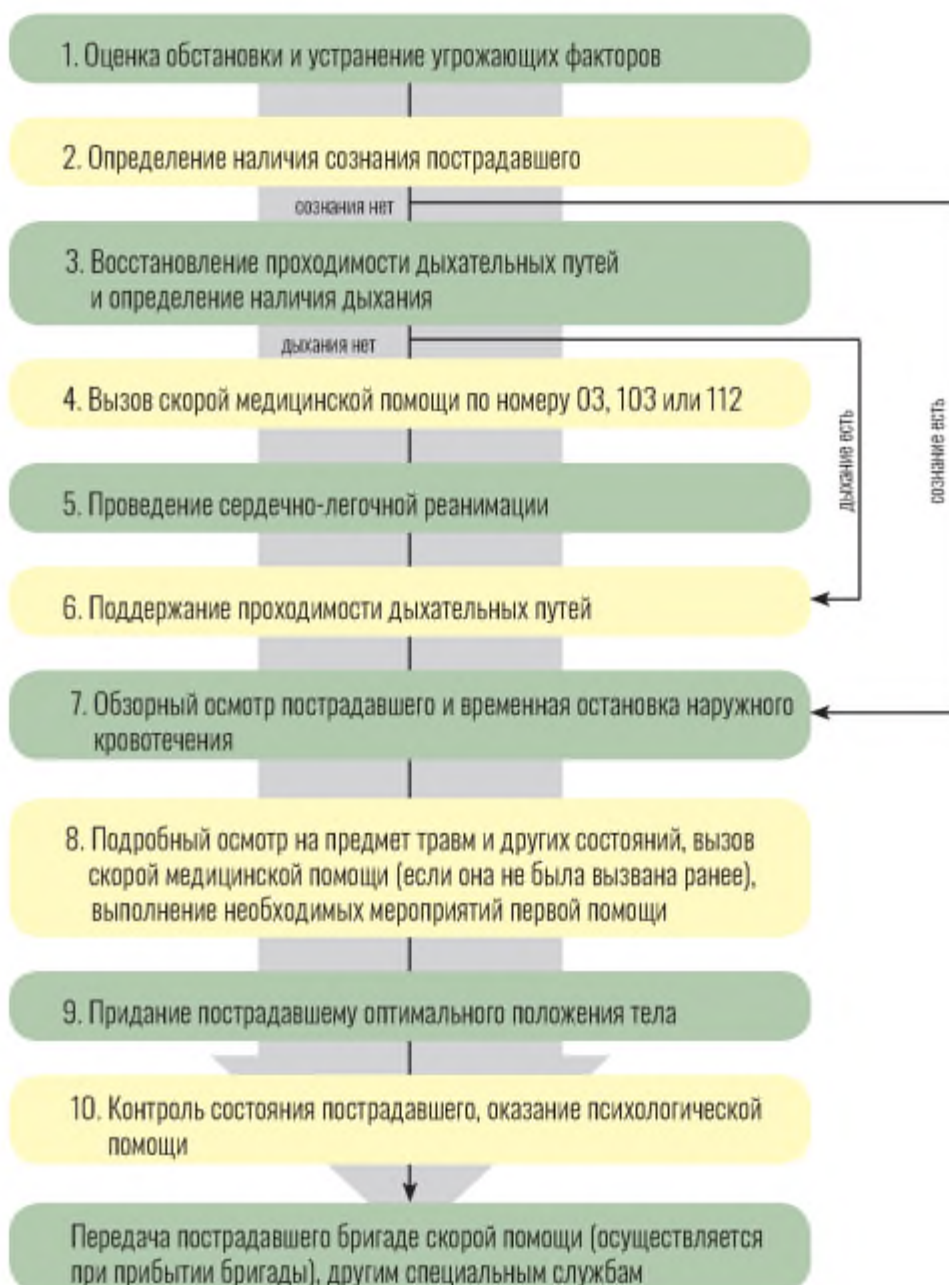 1. Оценка обстановки и устранение угрожающих факторов
2. Определение наличия сознания пострадавшего
сознания нет
3. Восстановление проходимости дыхательных путей
и определение наличия дыхания
дыхания нет
4. Вызов скорой медицинской помощи по номеру 03, 103 или 112
дыхание есть
сознание есть
5. Проведение сердечно-легочной реанимации
6. Поддержание проходимости дыхательных путей
7. Обзорный осмотр пострадавшего и временная остановка наружного
кровотечения
8. Подробный осмотр на предмет травм и других состояний, вызов
скорой медицинской помощи (если она не была вызвана ранее),
выполнение необходимых мероприятий первой помощи
9. Придание пострадавшему оптимального положения тела
10. Контроль состояния пострадавшего, оказание психологической
помощи
Передача пострадавшего бригаде скорой помощи (осуществляется
при прибытии бригады), другим специальным службам